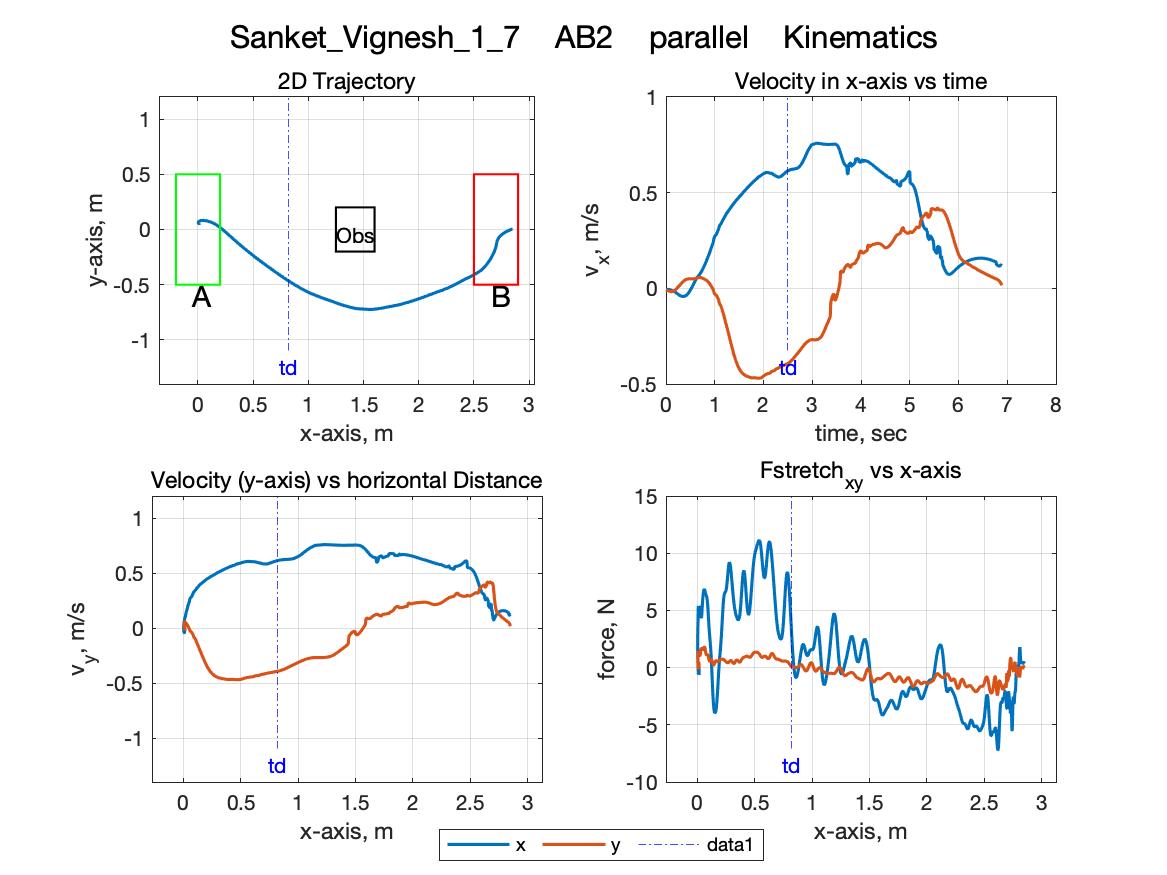 Sanket_Vignesh_1_7 AB2 parallel Kinematics
2D Trajectory
1
0.5
0
-0.5
-1
y-axis, m
A
Obs
B
td
0 0.5 1 1.5 2 2.5 3
x-axis, m
Velocity in x-axis vs time
1
0.5
0
-0.5
v_x, m/s
td
0 1 2 3 4 5 6 7 8
time, sec
Velocity (y-axis) vs horizontal Distance
1
0.5
0
-0.5
-1
v_y, m/s
td
0 0.5 1 1.5 2 2.5 3
x-axis, m
Fstretch_xy vs x-axis
15
10
5
0
-5
-10
force, N
td
0 0.5 1 1.5 2 2.5 3
x-axis, m
x y data1